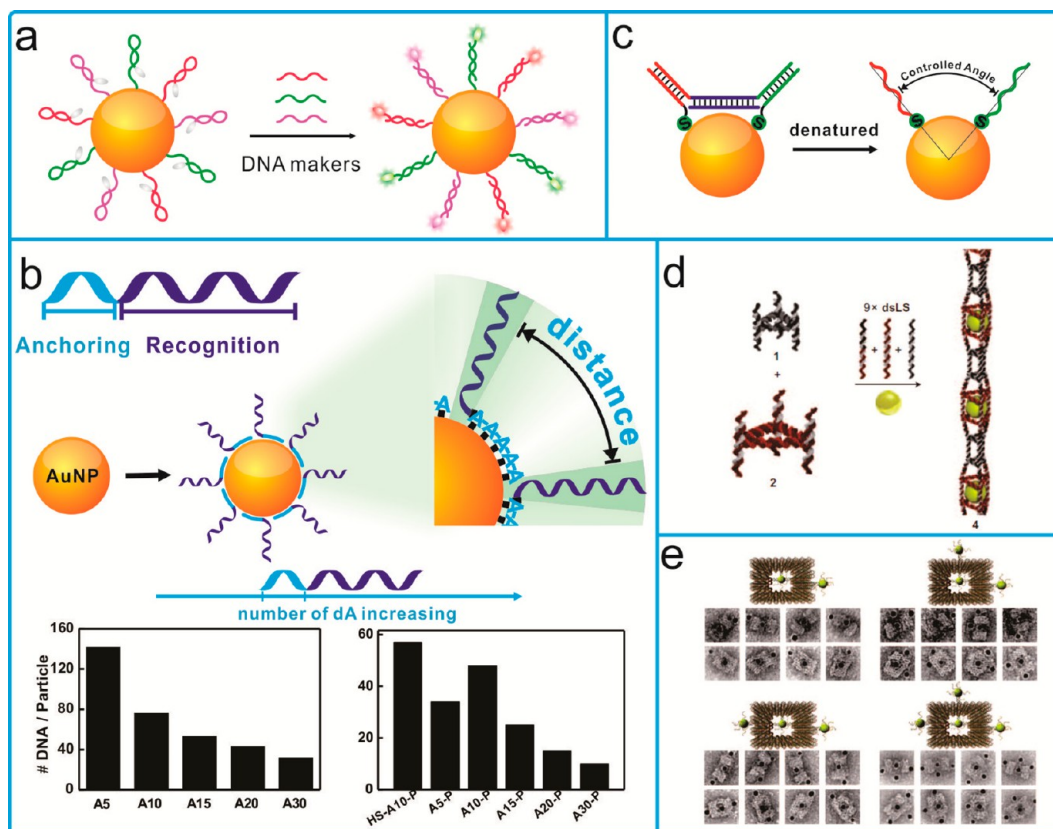 a
DNA makers
c
S
S
denatured
Controlled Angle
S
S
b
Anchoring
Recognition
AuNP
distance
A
A
A
A
A
A
A
A
A
number of dA increasing
# DNA / Particle
160
120
80
40
0
A5
A10
A15
A20
A30
60
40
20
0
HS-A10-P
A5-P
A10-P
A15-P
A20-P
A30-P
d
1
+
2
9× dsLS
+
+
4
e